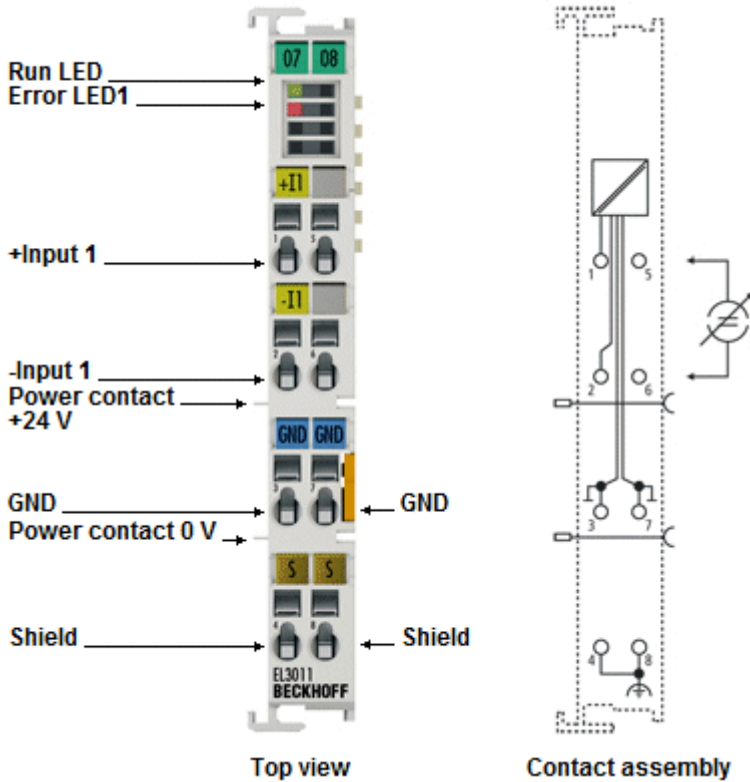 07 08
Run LED
Error LED1
+I1
1 5
+Input 1
-I1
2 6
-Input 1
Power contact
+24 V
GND GND
3 7
GND
GND
Power contact 0 V
S S
4 8
Shield
Shield
EL3011
BECKHOFF
Top view
1 5
2 6
3 7
4 8
Contact assembly